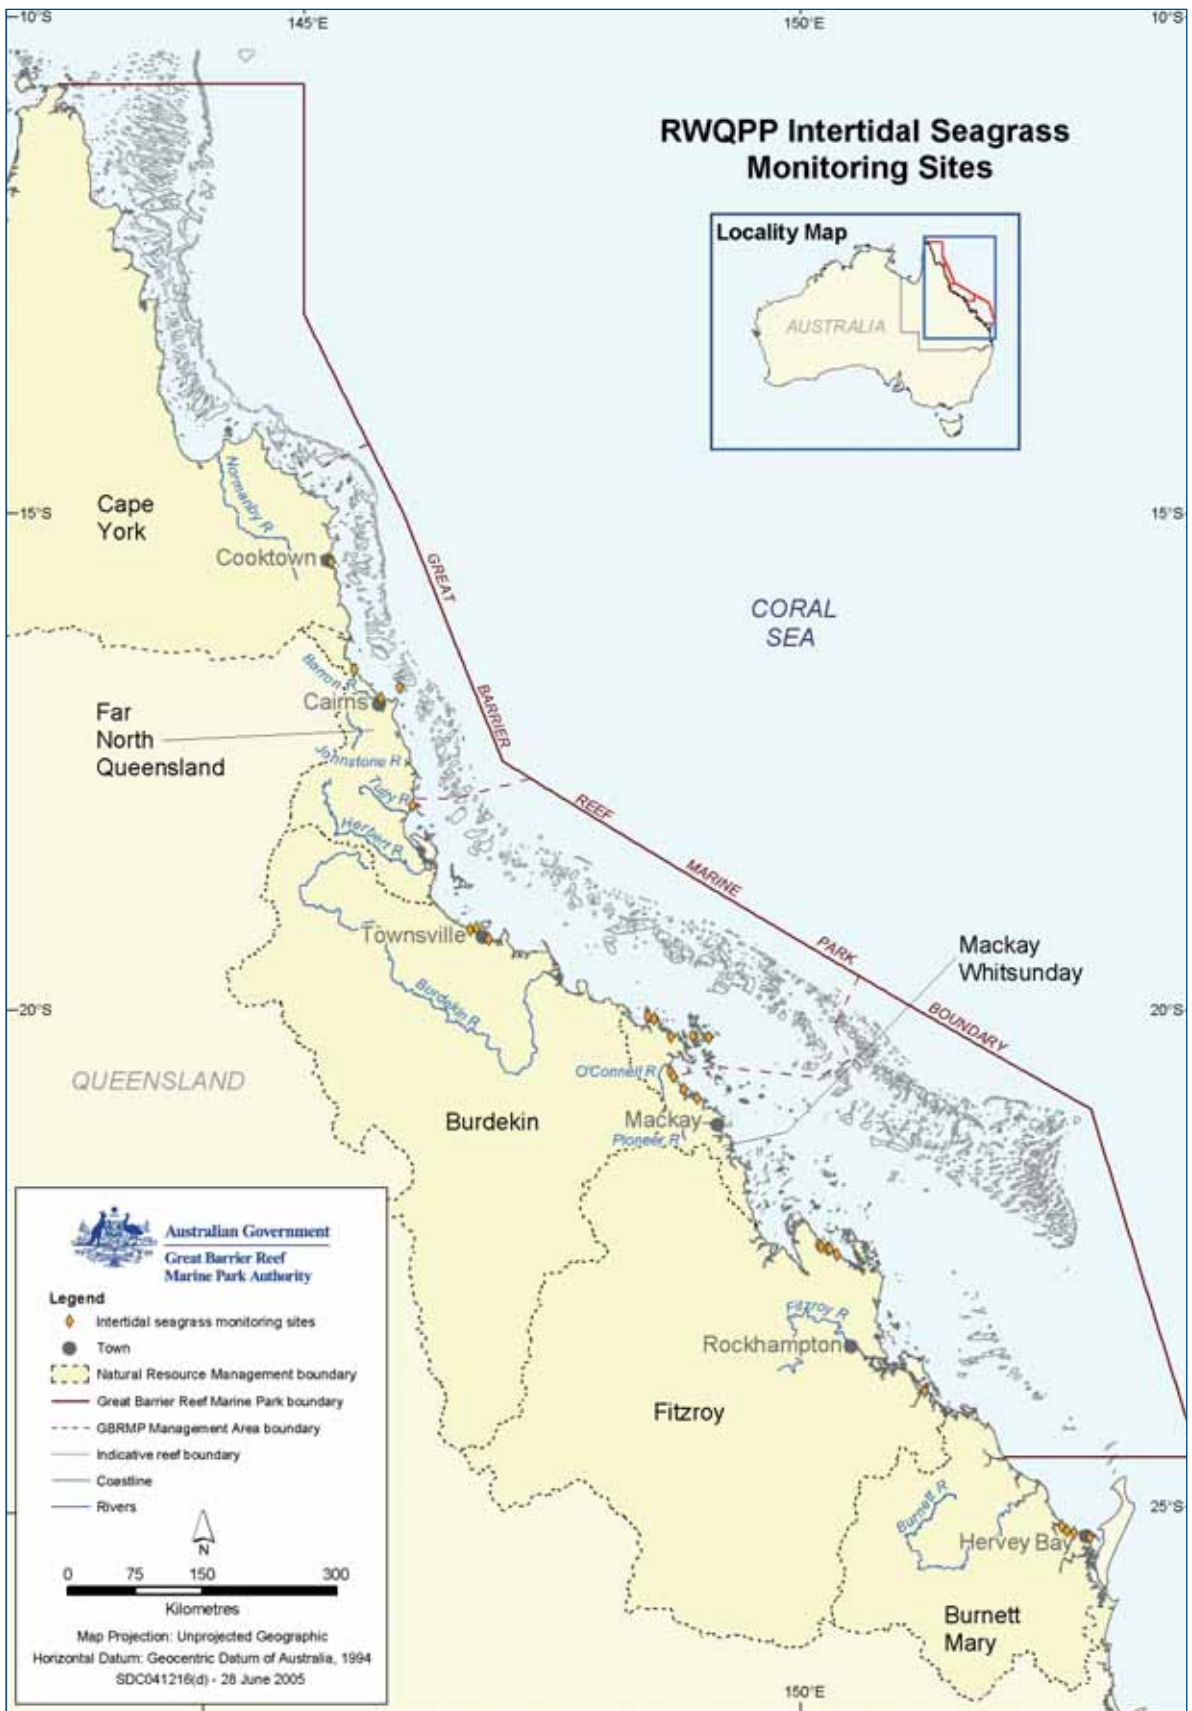 10°S
145°E
150°E
10°S
RWQPP Intertidal Seagrass
Monitoring Sites
Locality Map
AUSTRALIA
Normanby R
Cape
York
15°S
15°S
Cooktown
GREAT
CORAL
SEA
Barron R
BARRIER
Cairns
Far
North
Queensland
Johnstone R
Tully R
REEF
Herbert R
MARINE
Townsville
PARK
Mackay
Whitsunday
Burdekin R
20°S
BOUNDARY
20°S
O'Connell R
QUEENSLAND
Burdekin
Mackay
Pioneer R
Australian Government
Great Barrier Reef
Marine Park Authority
Legend
Intertidal seagrass monitoring sites
Town
Natural Resource Management boundary
Great Barrier Reef Marine Park boundary
GBRMP Management Area boundary
Indicative reef boundary
Coastline
Rivers
N
0 75 150 300
Kilometres
Map Projection: Unprojected Geographic
Horizontal Datum: Geocentric Datum of Australia, 1994
SDC041216(d) - 28 June 2005
Fitzroy R
Rockhampton
Fitzroy
Burnett R
25°S
Hervey Bay
Burnett
Mary
150°E